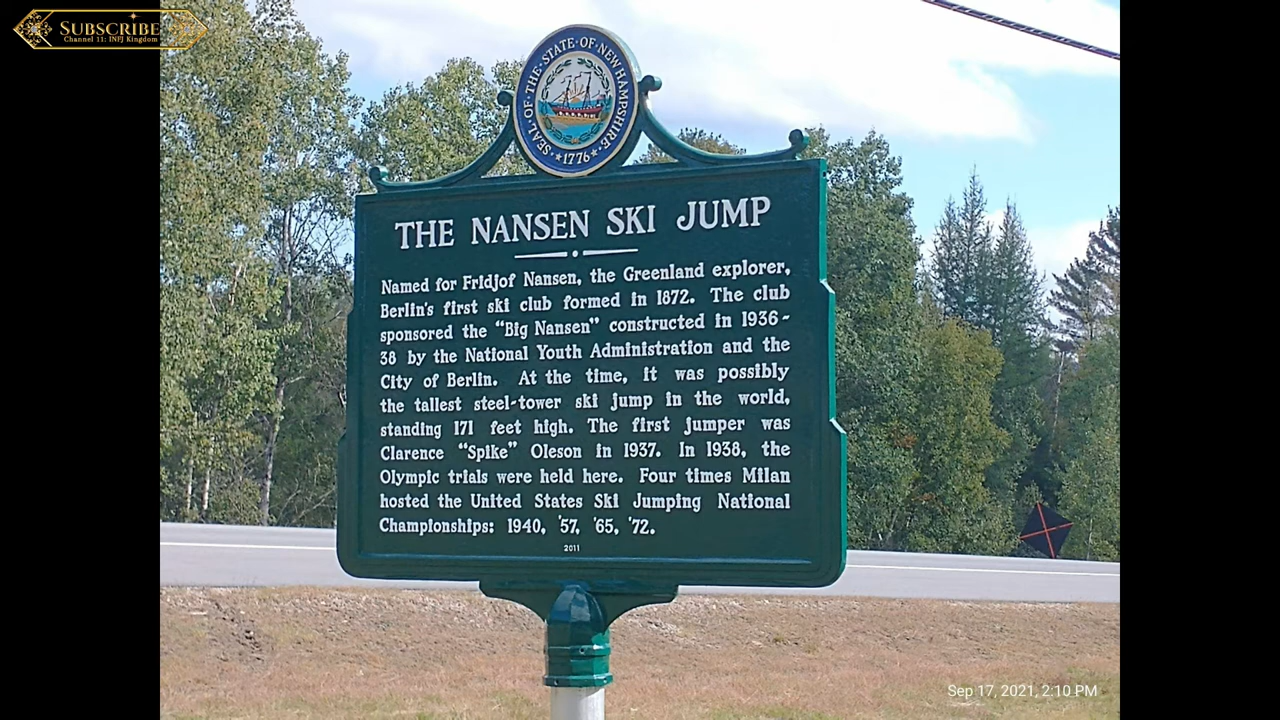 SUBSCRIBE
Channel 11: INFJ Kingdom
SEAL·OF·THE·STATE·OF·NEW HAMPSHIRE·
★1776★
THE NANSEN SKI JUMP
Named for Fridjof Nansen, the Greenland explorer,
Berlin's first ski club formed in 1872. The club
sponsored the "Big Nansen" constructed in 1936-
38 by the National Youth Administration and the
City of Berlin. At the time, it was possibly
the tallest steel-tower ski jump in the world,
standing 171 feet high. The first jumper was
Clarence "Spike" Oleson in 1937. In 1938, the
Olympic trials were held here. Four times Milan
hosted the United States Ski Jumping National
Championships: 1940, '57, '65, '72.
2011
Sep 17, 2021, 2:10 PM